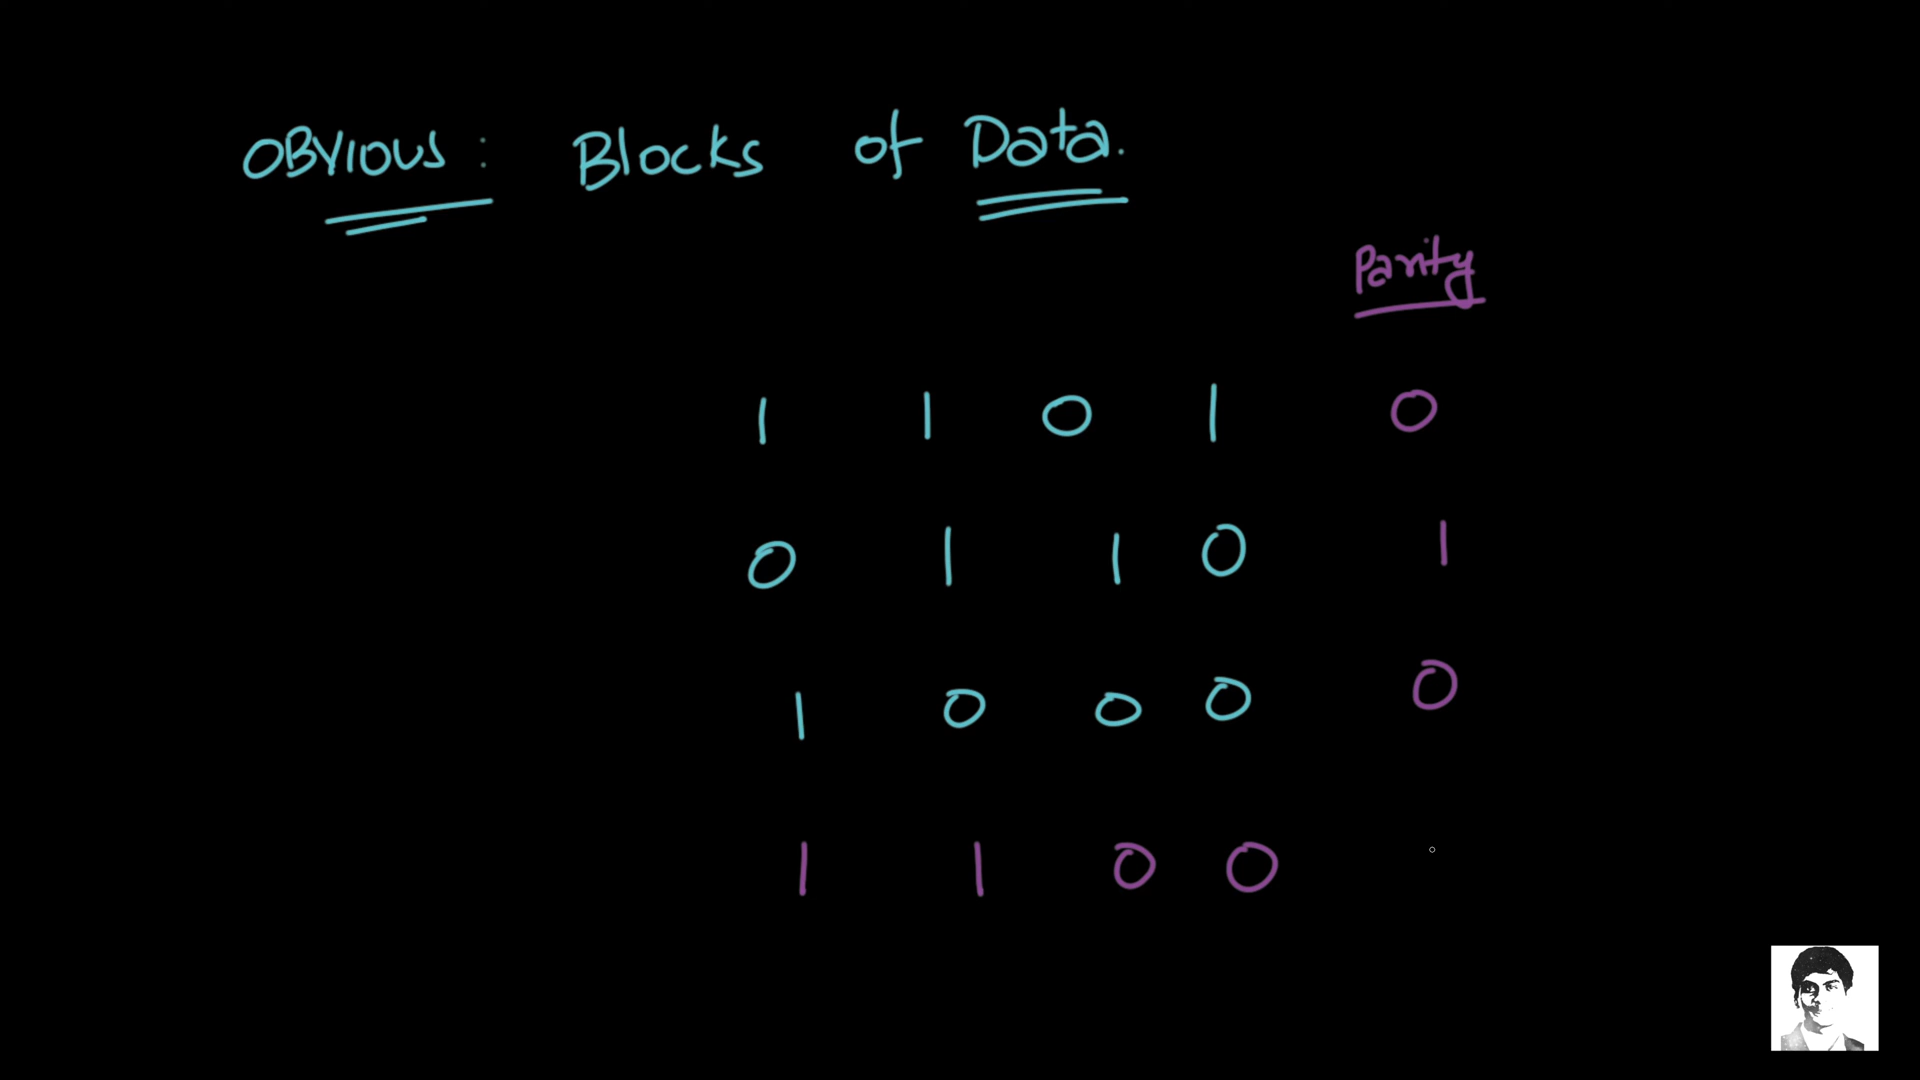 OBVIOUS: Blocks of Data.
Parity
1 1 0 1 0
0 1 1 0 1
1 0 0 0 0
1 1 0 0